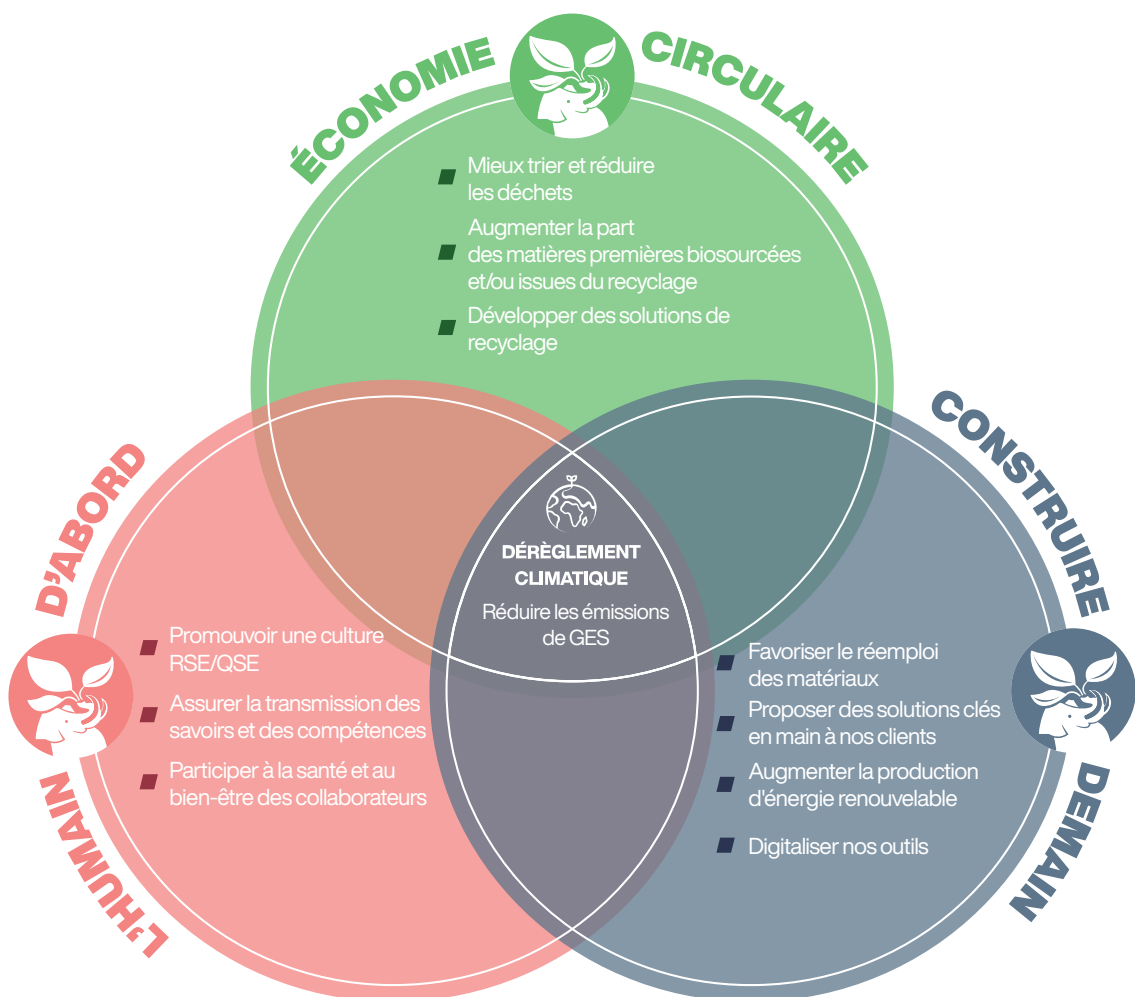 ÉCONOMIE CIRCULAIRE
Mieux trier et réduire
les déchets
Augmenter la part
des matières premières biosourcées
et/ou issues du recyclage
Développer des solutions de
recyclage
DÉRÈGLEMENT
CLIMATIQUE
Réduire les émissions
de GES
L'HUMAIN D'ABORD
Promouvoir une culture
RSE/QSE
Assurer la transmission des
savoirs et des compétences
Participer à la santé et au
bien-être des collaborateurs
CONSTRUIRE DEMAIN
Favoriser le réemploi
des matériaux
Proposer des solutions clés
en main à nos clients
Augmenter la production
d'énergie renouvelable
Digitaliser nos outils